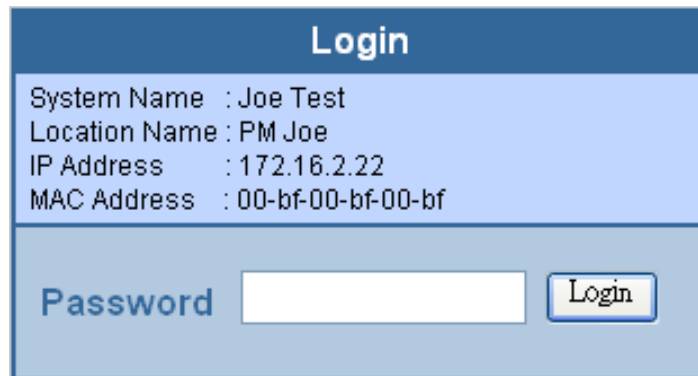 Login
System Name : Joe Test
Location Name : PM Joe
IP Address : 172.16.2.22
MAC Address : 00-bf-00-bf-00-bf
Password Login